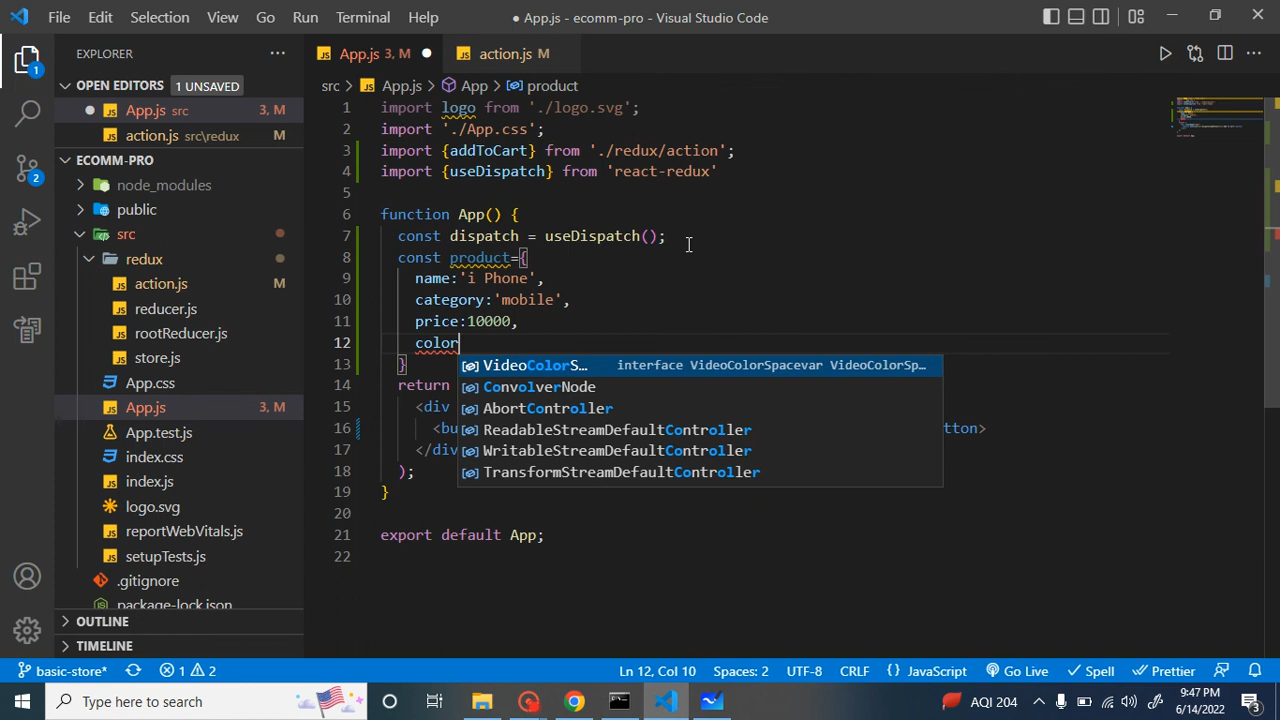 File Edit Selection View Go Run Terminal Help
● App.js - ecomm-pro - Visual Studio Code
EXPLORER
OPEN EDITORS 1 UNSAVED
App.js src 3, M
action.js src\redux M
ECOMM-PRO
node_modules
public
src
redux
action.js M
reducer.js
rootReducer.js
store.js
App.css
App.js 3, M
App.test.js
index.css
index.js
logo.svg
reportWebVitals.js
setupTests.js
.gitignore
package-lock.json
OUTLINE
TIMELINE
1
2
App.js 3, M ●
action.js M
src > App.js > App > product
1 import logo from './logo.svg';
2 import './App.css';
3 import {addToCart} from './redux/action';
4 import {useDispatch} from 'react-redux'
5
6 function App() {
7 const dispatch = useDispatch();
8 const product={
9 name:'i Phone',
10 category:'mobile',
11 price:10000,
12 color
13 }
14 return
15 <div
16 <bu tton>
17 </div
18 );
19 }
20
21 export default App;
22
VideoColorS... interface VideoColorSpacevar VideoColorSp...
ConvolverNode
AbortController
ReadableStreamDefaultController
WritableStreamDefaultController
TransformStreamDefaultController
basic-store* 1 2
Ln 12, Col 10 Spaces: 2 UTF-8 CRLF {} JavaScript Go Live Spell Prettier
Type here to search
AQI 204
9:47 PM
6/14/2022
3